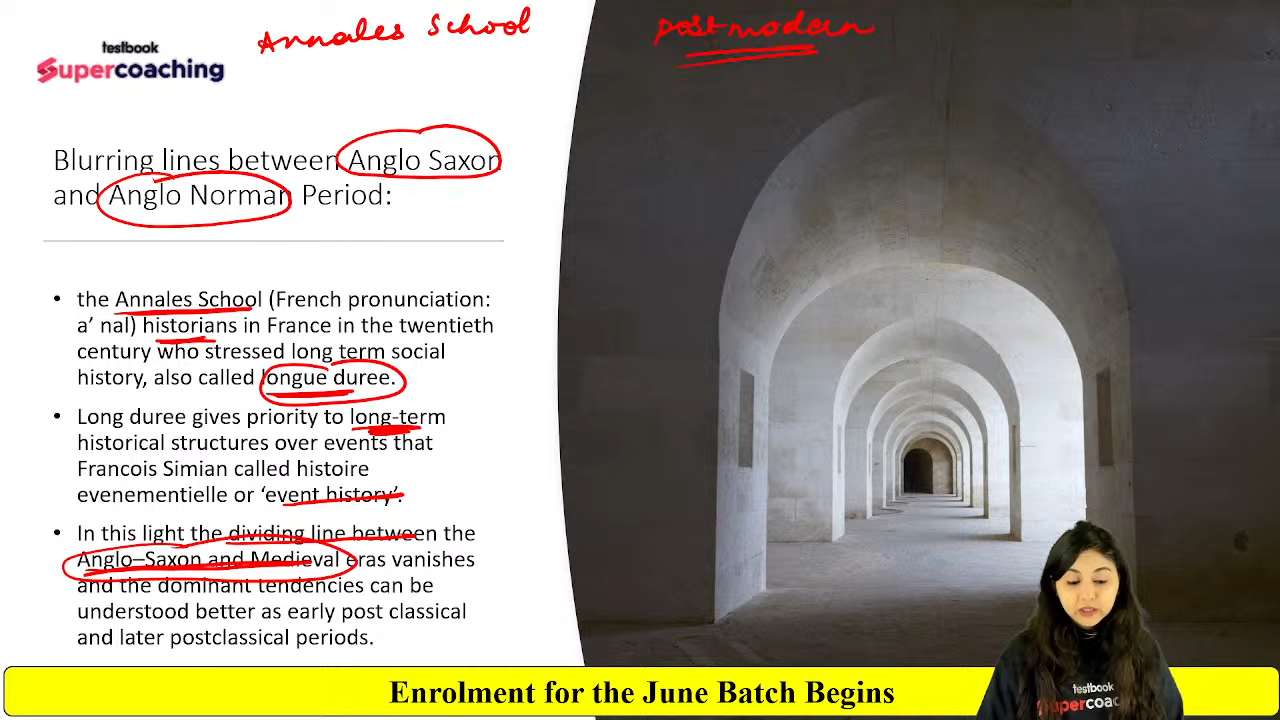 Annales School
postmodern
testbook
Supercoaching
Blurring lines between Anglo Saxon
and Anglo Norman Period:
• the Annales School (French pronunciation:
a’ nal) historians in France in the twentieth
century who stressed long term social
history, also called longue duree.
• Long duree gives priority to long-term
historical structures over events that
Francois Simian called histoire
evenementielle or ‘event history’.
• In this light the dividing line between the
Anglo–Saxon and Medieval eras vanishes
and the dominant tendencies can be
understood better as early post classical
and later postclassical periods.
testbook
Supercoac
Enrolment for the June Batch Begins